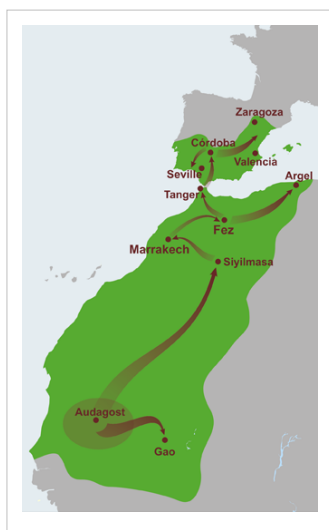 Zaragoza
Córdoba
Valencia
Seville
Argel
Tanger
Fez
Marrakech
Siyilmasa
Audagost
Gao